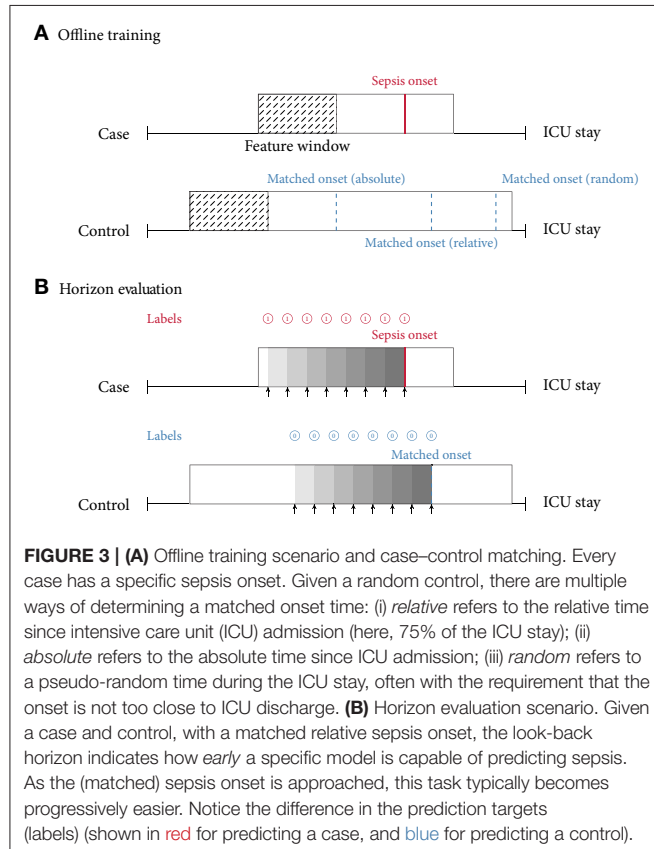 A Offline training
Sepsis onset
Case
ICU stay
Feature window
Matched onset (absolute)
Matched onset (random)
Control
ICU stay
Matched onset (relative)
B Horizon evaluation
Labels 1 1 1 1 1 1 1 1
Sepsis onset
Case
ICU stay
Labels 0 0 0 0 0 0 0 0
Matched onset
Control
ICU stay
FIGURE 3 | (A) Offline training scenario and case–control matching. Every
case has a specific sepsis onset. Given a random control, there are multiple
ways of determining a matched onset time: (i) relative refers to the relative time
since intensive care unit (ICU) admission (here, 75% of the ICU stay); (ii)
absolute refers to the absolute time since ICU admission; (iii) random refers to
a pseudo-random time during the ICU stay, often with the requirement that the
onset is not too close to ICU discharge. (B) Horizon evaluation scenario. Given
a case and control, with a matched relative sepsis onset, the look-back
horizon indicates how early a specific model is capable of predicting sepsis.
As the (matched) sepsis onset is approached, this task typically becomes
progressively easier. Notice the difference in the prediction targets
(labels) (shown in red for predicting a case, and blue for predicting a control).